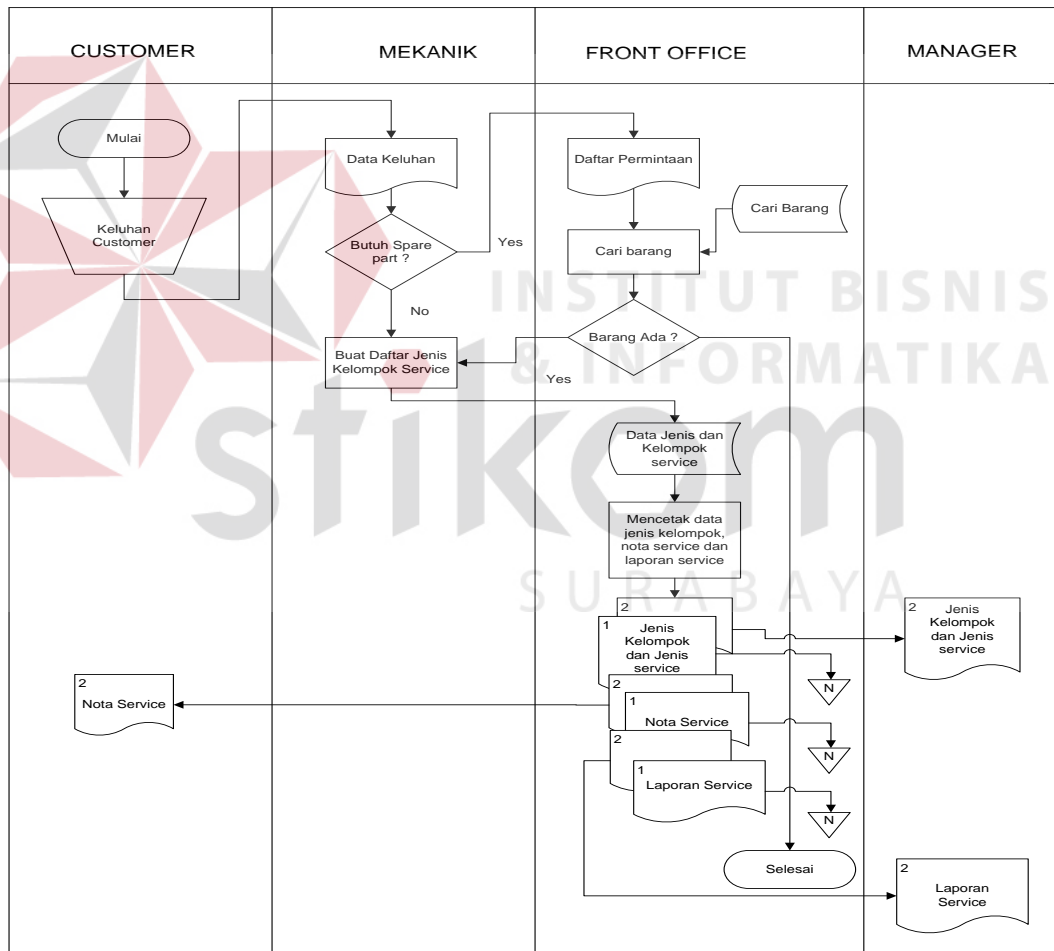 CUSTOMER
MEKANIK
FRONT OFFICE
MANAGER
Mulai
Keluhan
Customer
Data Keluhan
Butuh Spare
part ?
Yes
No
Buat Daftar Jenis
Kelompok Service
Daftar Permintaan
Cari Barang
Cari barang
Barang Ada ?
Yes
Data Jenis dan
Kelompok
service
Mencetak data
jenis kelompok,
nota service dan
laporan service
2
1
Jenis
Kelompok
dan Jenis
service
N
2
Jenis
Kelompok
dan Jenis
service
2
1
Nota Service
N
2
Nota Service
2
1
Laporan Service
N
Selesai
2
Laporan
Service
INSTITUT BISNIS
& INFORMATIKA
stikom
SURABAYA